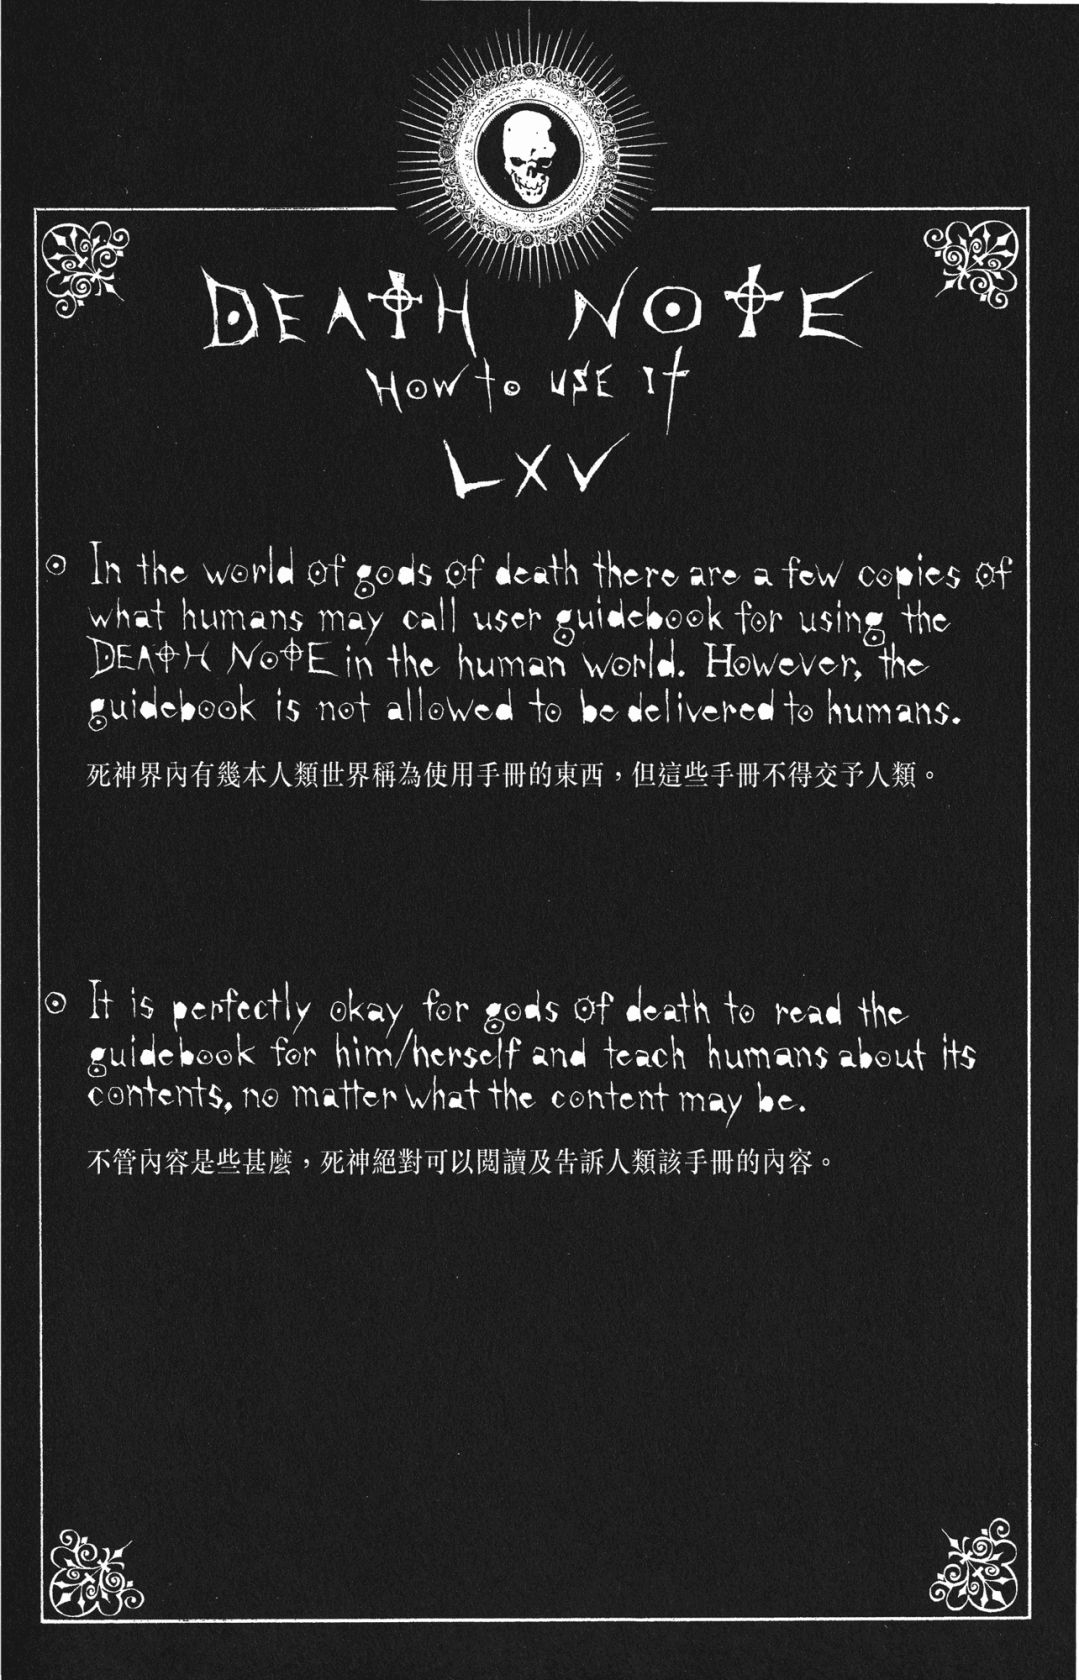 DEATH NOTE
How to use it
LXV
In the world of gods of death there are a few copies of
what humans may call user guidebook for using the
DEATH NOTE in the human world. However, the
guidebook is not allowed to be delivered to humans.
死神界內有幾本人類世界稱為使用手冊的東西，但這些手冊不得交予人類。
It is perfectly okay for gods of death to read the
guidebook for him/herself and teach humans about its
contents, no matter what the content may be.
不管內容是些甚麼，死神絕對可以閱讀及告訴人類該手冊的內容。